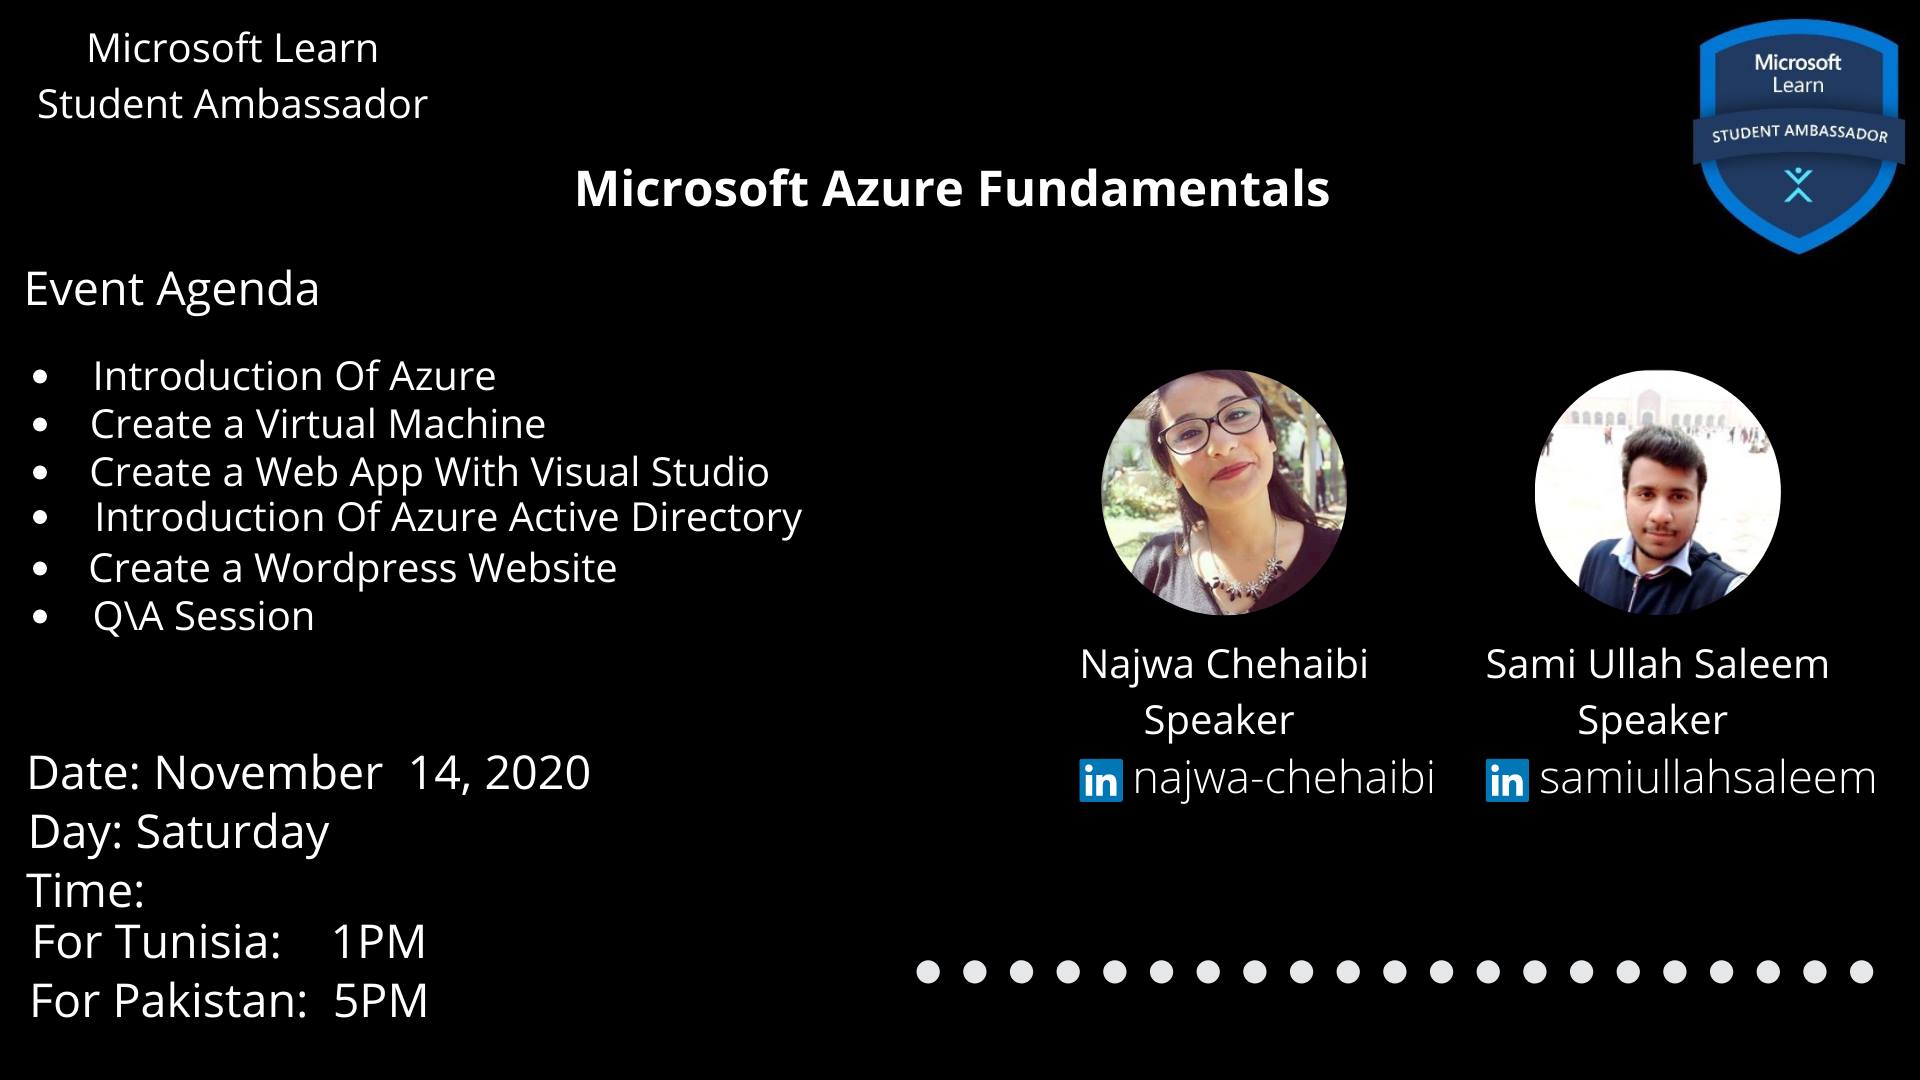 Microsoft Learn
Student Ambassador
Microsoft
Learn
STUDENT AMBASSADOR
Microsoft Azure Fundamentals
Event Agenda
• Introduction Of Azure
• Create a Virtual Machine
• Create a Web App With Visual Studio
• Introduction Of Azure Active Directory
• Create a Wordpress Website
• Q\A Session
Najwa Chehaibi
Speaker
in najwa-chehaibi
Sami Ullah Saleem
Speaker
in samiullahsaleem
Date: November 14, 2020
Day: Saturday
Time:
For Tunisia: 1PM
For Pakistan: 5PM